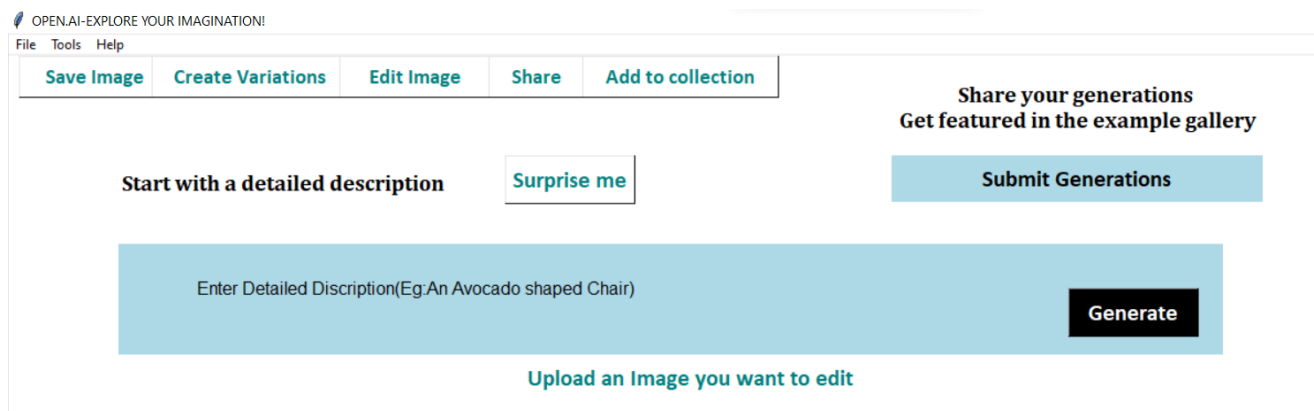 OPEN.AI-EXPLORE YOUR IMAGINATION!
File Tools Help
Save Image Create Variations Edit Image Share Add to collection
Share your generations
Get featured in the example gallery
Start with a detailed description
Surprise me
Submit Generations
Enter Detailed Discription(Eg:An Avocado shaped Chair)
Generate
Upload an Image you want to edit